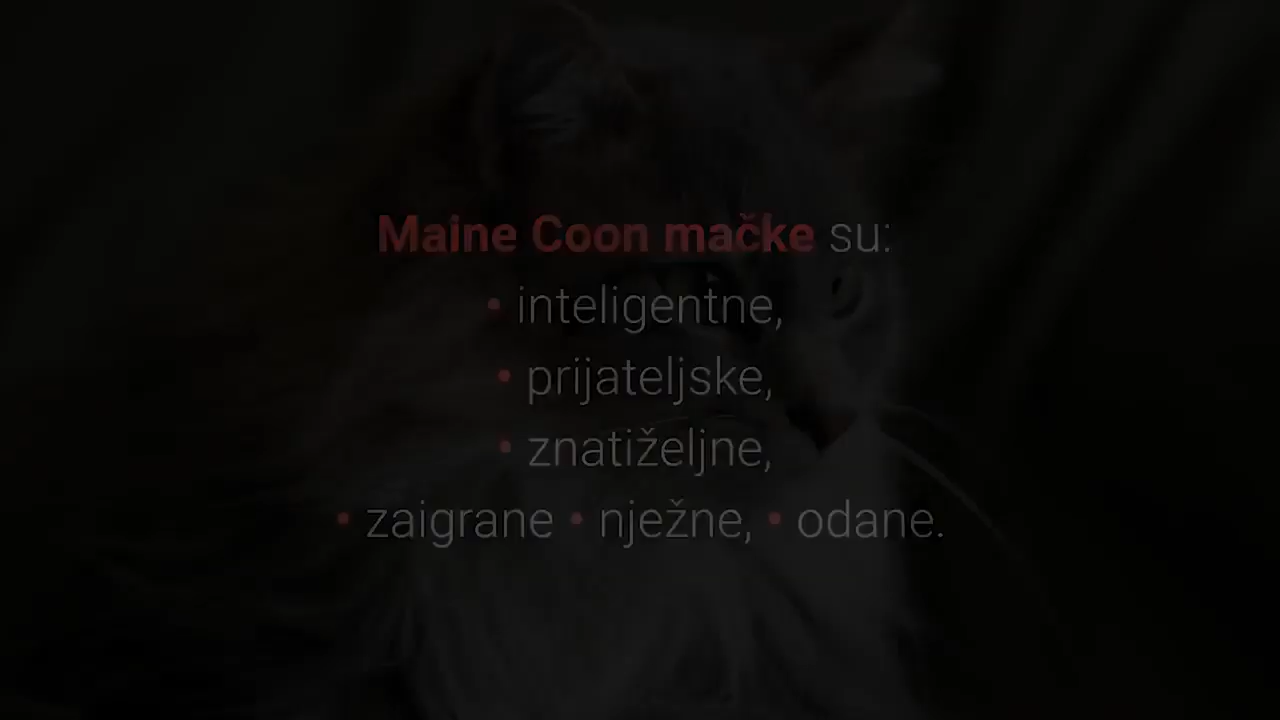 Maine Coon mačke su:
• inteligentne,
• prijateljske,
• znatiželjne,
• zaigrane • nježne, • odane.